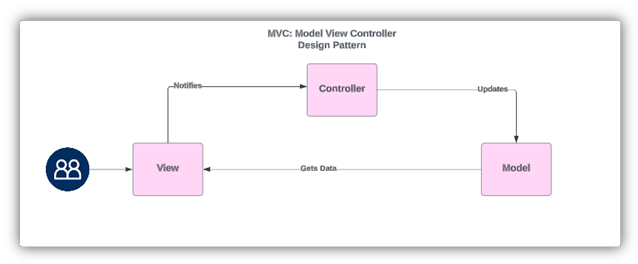 MVC: Model View Controller
Design Pattern
Notifies
Controller
Updates
View
Gets Data
Model